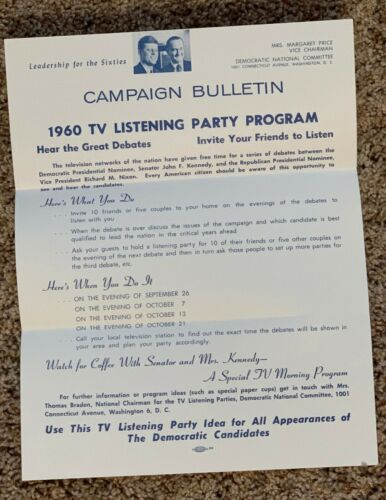 Leadership for the Sixties
MRS. MARGARET PRICE
VICE CHAIRMAN
DEMOCRATIC NATIONAL COMMITTEE
1001 CONNECTICUT AVENUE, WASHINGTON, D. C.
CAMPAIGN BULLETIN
1960 TV LISTENING PARTY PROGRAM
Hear the Great Debates Invite Your Friends to Listen
The television networks of the nation have given free time for a series of debates between the
Democratic Presidential Nominee, Senator John F. Kennedy, and the Republican Presidential Nominee,
Vice President Richard M. Nixon. Every American citizen should be aware of this opportunity to
see and hear the candidates.
Here's What You Do
. . . Invite 10 friends or five couples to your home on the evenings of the debates to
listen with you
. . . When the debate is over discuss the issues of the campaign and which candidate is best
qualified to lead the nation in the critical years ahead
. . . Ask your guests to hold a listening party for 10 of their friends or five other couples on
the evening of the next debate and then in turn ask those people to set up more parties for
the third debate, etc.
Here's When You Do It
. . . ON THE EVENING OF SEPTEMBER 26
ON THE EVENING OF OCTOBER 7
ON THE EVENING OF OCTOBER 13
ON THE EVENING OF OCTOBER 21
. . . Call your local television station to find out the exact time the debates will be shown in
your area and plan your party accordingly.
Watch for Coffee With Senator and Mrs. Kennedy—
A Special TV Morning Program
For further information or program ideas (such as special paper cups) get in touch with Mrs.
Thomas Braden, National Chairman for the TV Listening Parties, Democratic National Committee, 1001
Connecticut Avenue, Washington 6, D. C.
Use This TV Listening Party Idea for All Appearances of
The Democratic Candidates